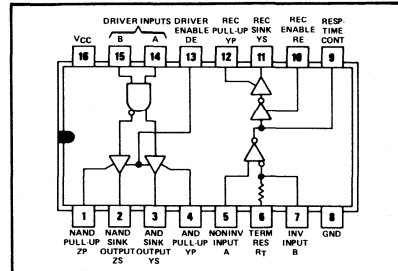 DRIVER INPUTS
DRIVER
ENABLE
DE
REC
PULL-UP
YP
REC
SINK
YS
REC
ENABLE
RE
RESP-
TIME
CONT
VCC
B
A
16
15
14
13
12
11
10
9
1
2
3
4
5
6
7
8
NAND
PULL-UP
ZP
NAND
SINK
OUTPUT
ZS
AND
SINK
OUTPUT
YS
AND
PULL-UP
YP
NONINV
INPUT
A
TERM
RES
RT
INV
INPUT
B
GND